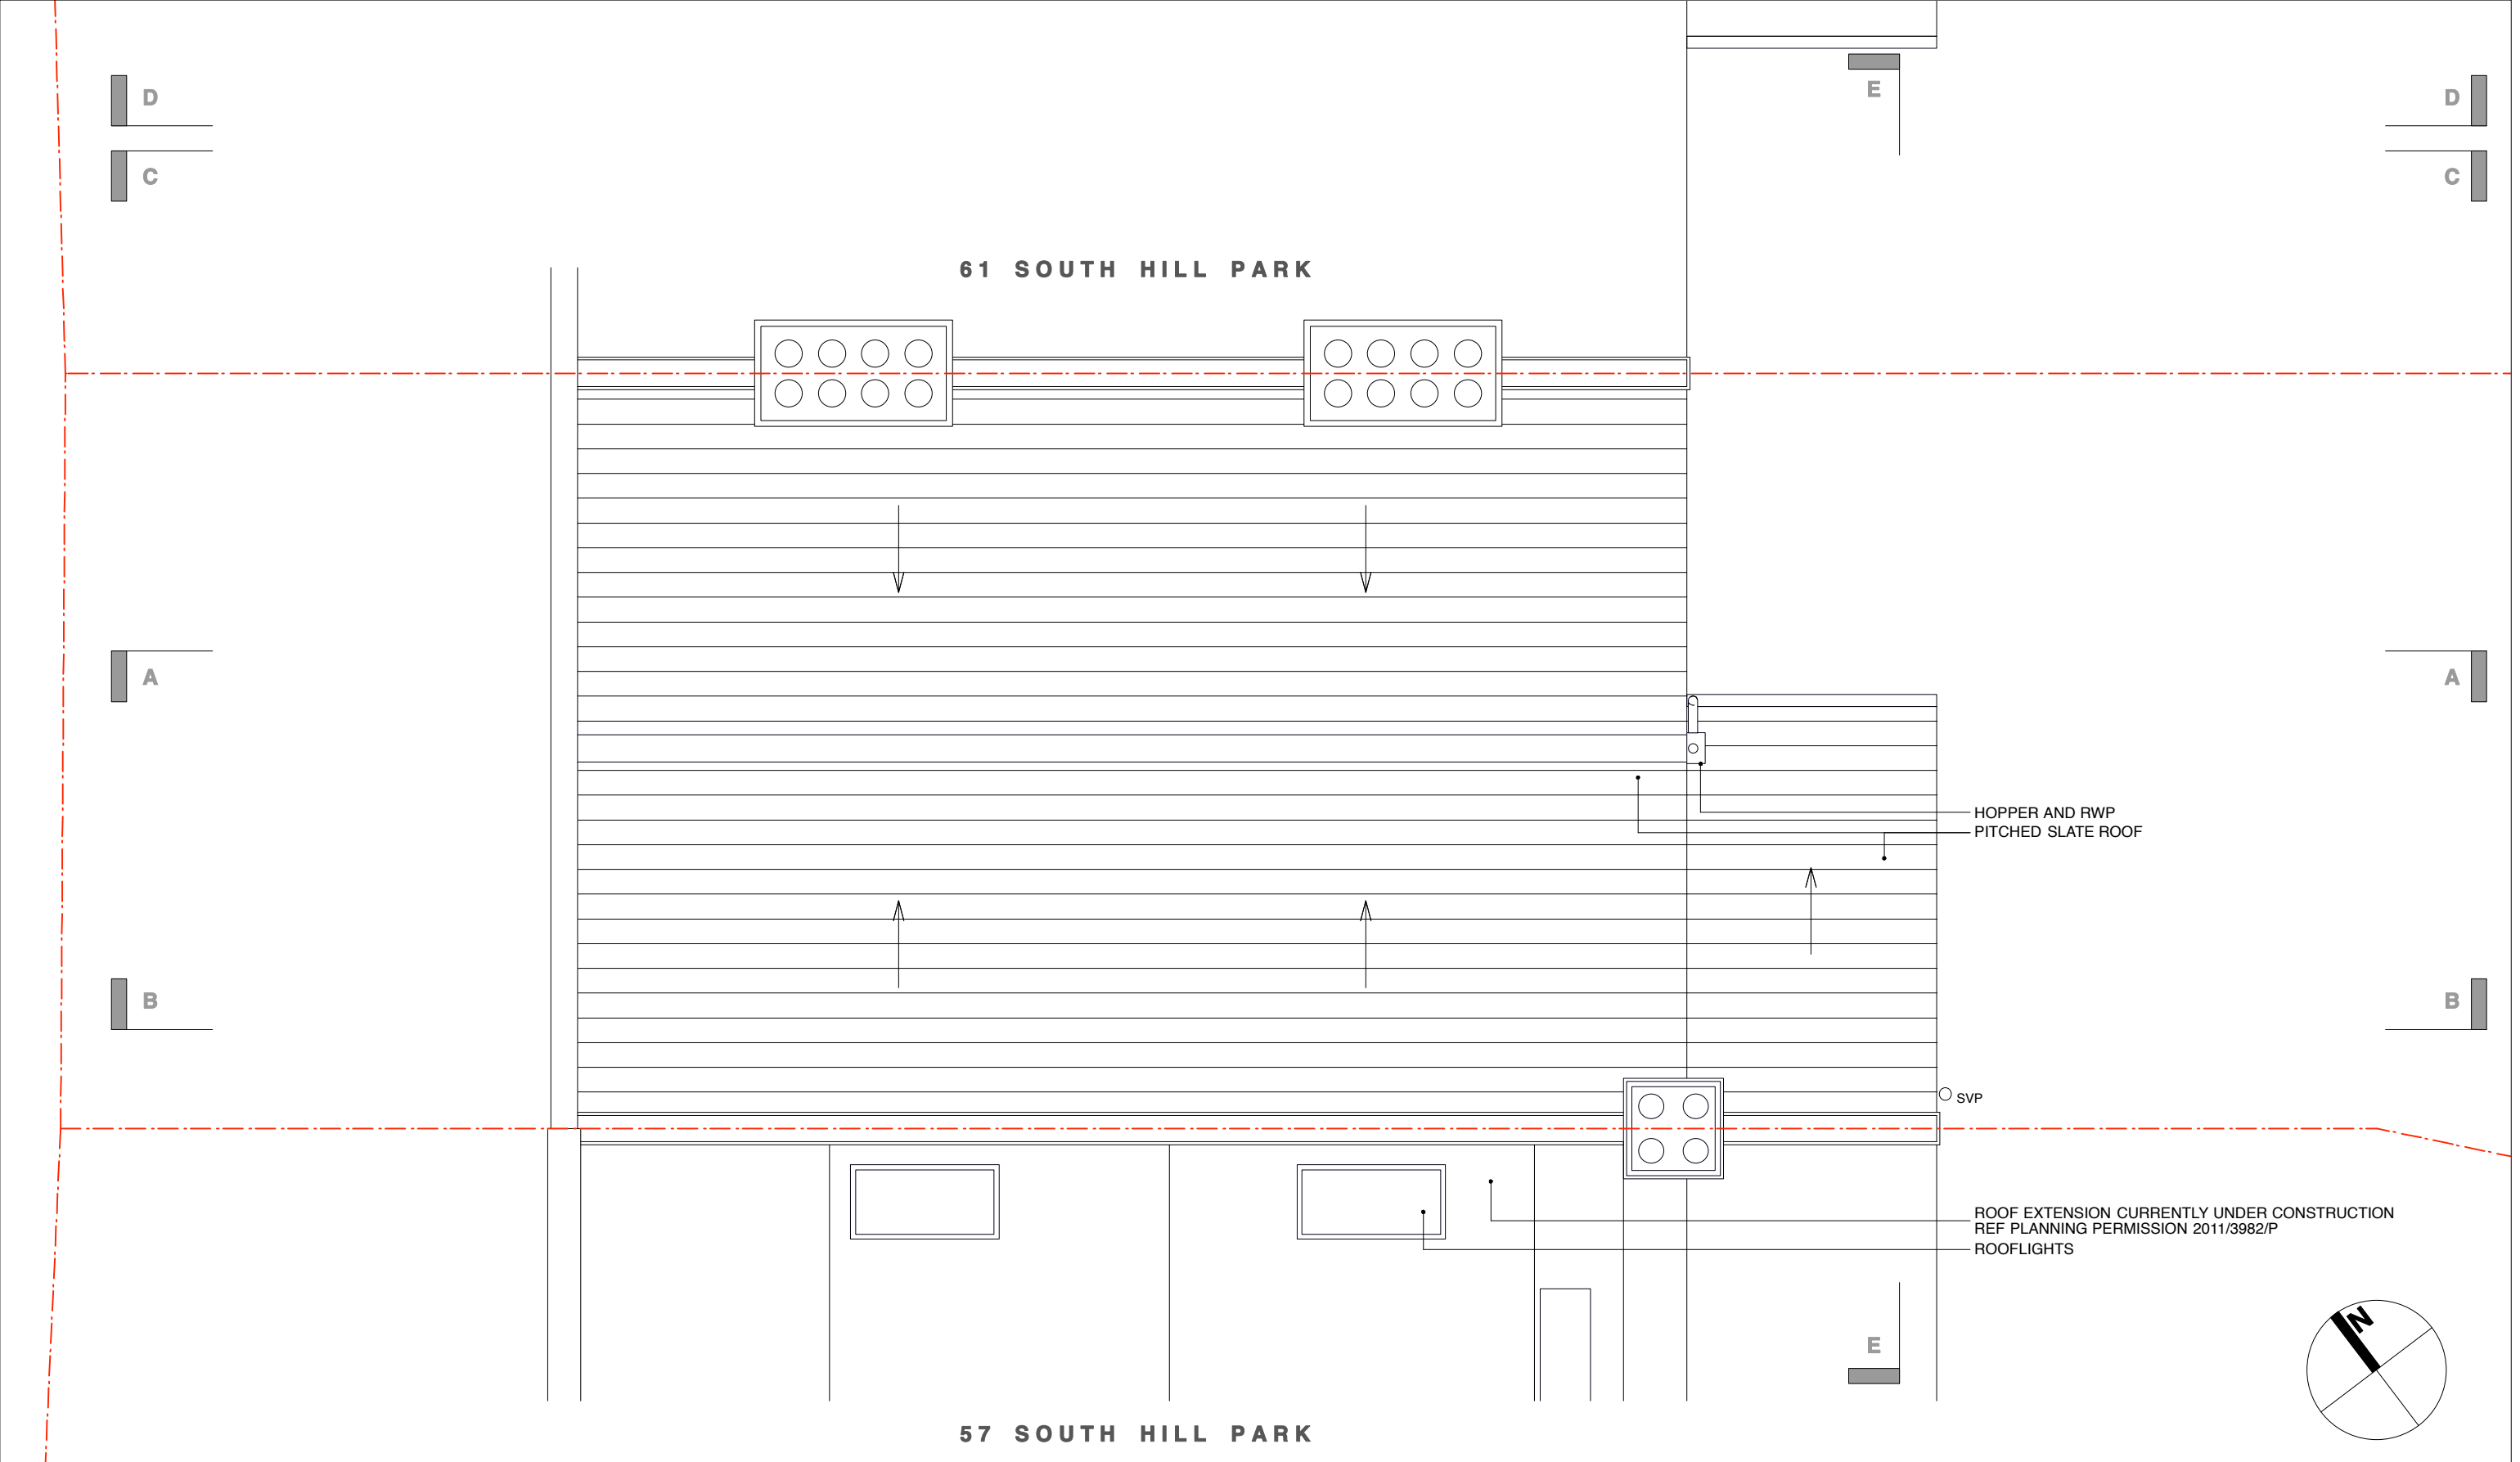 D
E
D
C
C
61 SOUTH HILL PARK
A
A
HOPPER AND RWP
PITCHED SLATE ROOF
B
B
SVP
ROOF EXTENSION CURRENTLY UNDER CONSTRUCTION
REF PLANNING PERMISSION 2011/3982/P
ROOFLIGHTS
N
E
57 SOUTH HILL PARK